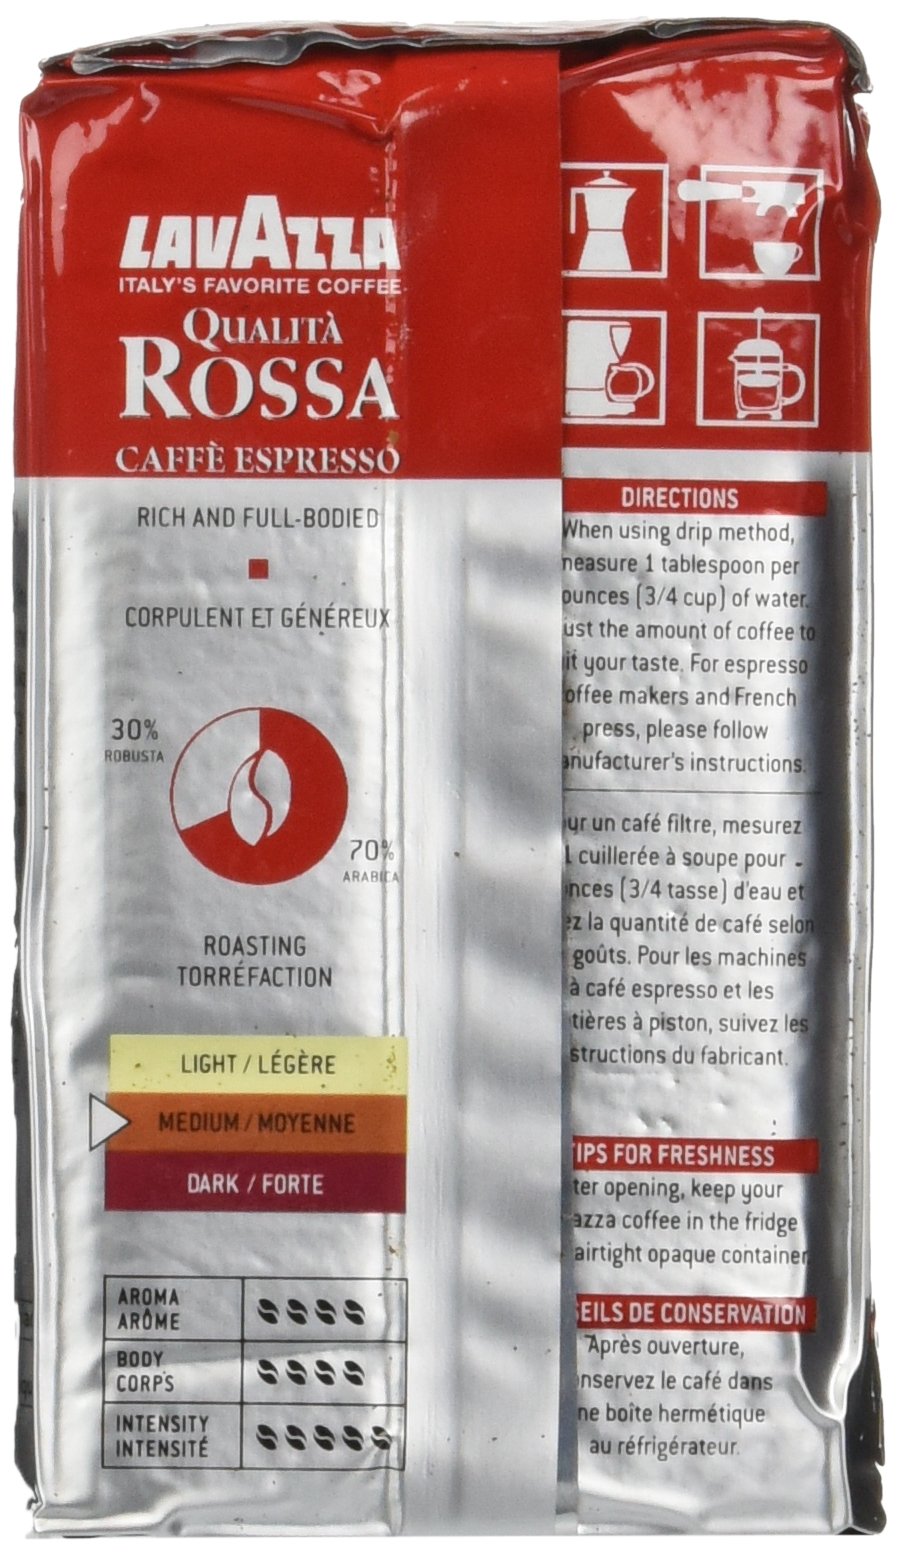 LAVAZZA
ITALY'S FAVORITE COFFEE
QUALITÀ
ROSSA
CAFFÈ ESPRESSO
RICH AND FULL-BODIED
CORPULENT ET GÉNÉREUX
30%
ROBUSTA
70%
ARABICA
ROASTING
TORRÉFACTION
LIGHT / LÉGÈRE
MEDIUM / MOYENNE
DARK / FORTE
AROMA
ARÔME
BODY
CORPS
INTENSITY
INTENSITÉ
DIRECTIONS
When using drip method,
measure 1 tablespoon per
ounces (3/4 cup) of water.
ust the amount of coffee to
it your taste. For espresso
offee makers and French
press, please follow
anufacturer's instructions.
ur un café filtre, mesurez
1 cuillerée à soupe pour
nces (3/4 tasse) d'eau et
ez la quantité de café selon
goûts. Pour les machines
à café espresso et les
tières à piston, suivez les
structions du fabricant.
TIPS FOR FRESHNESS
ter opening, keep your
azza coffee in the fridge
airtight opaque container
SEILS DE CONSERVATION
Après ouverture,
onservez le café dans
ne boîte hermétique
au réfrigérateur.